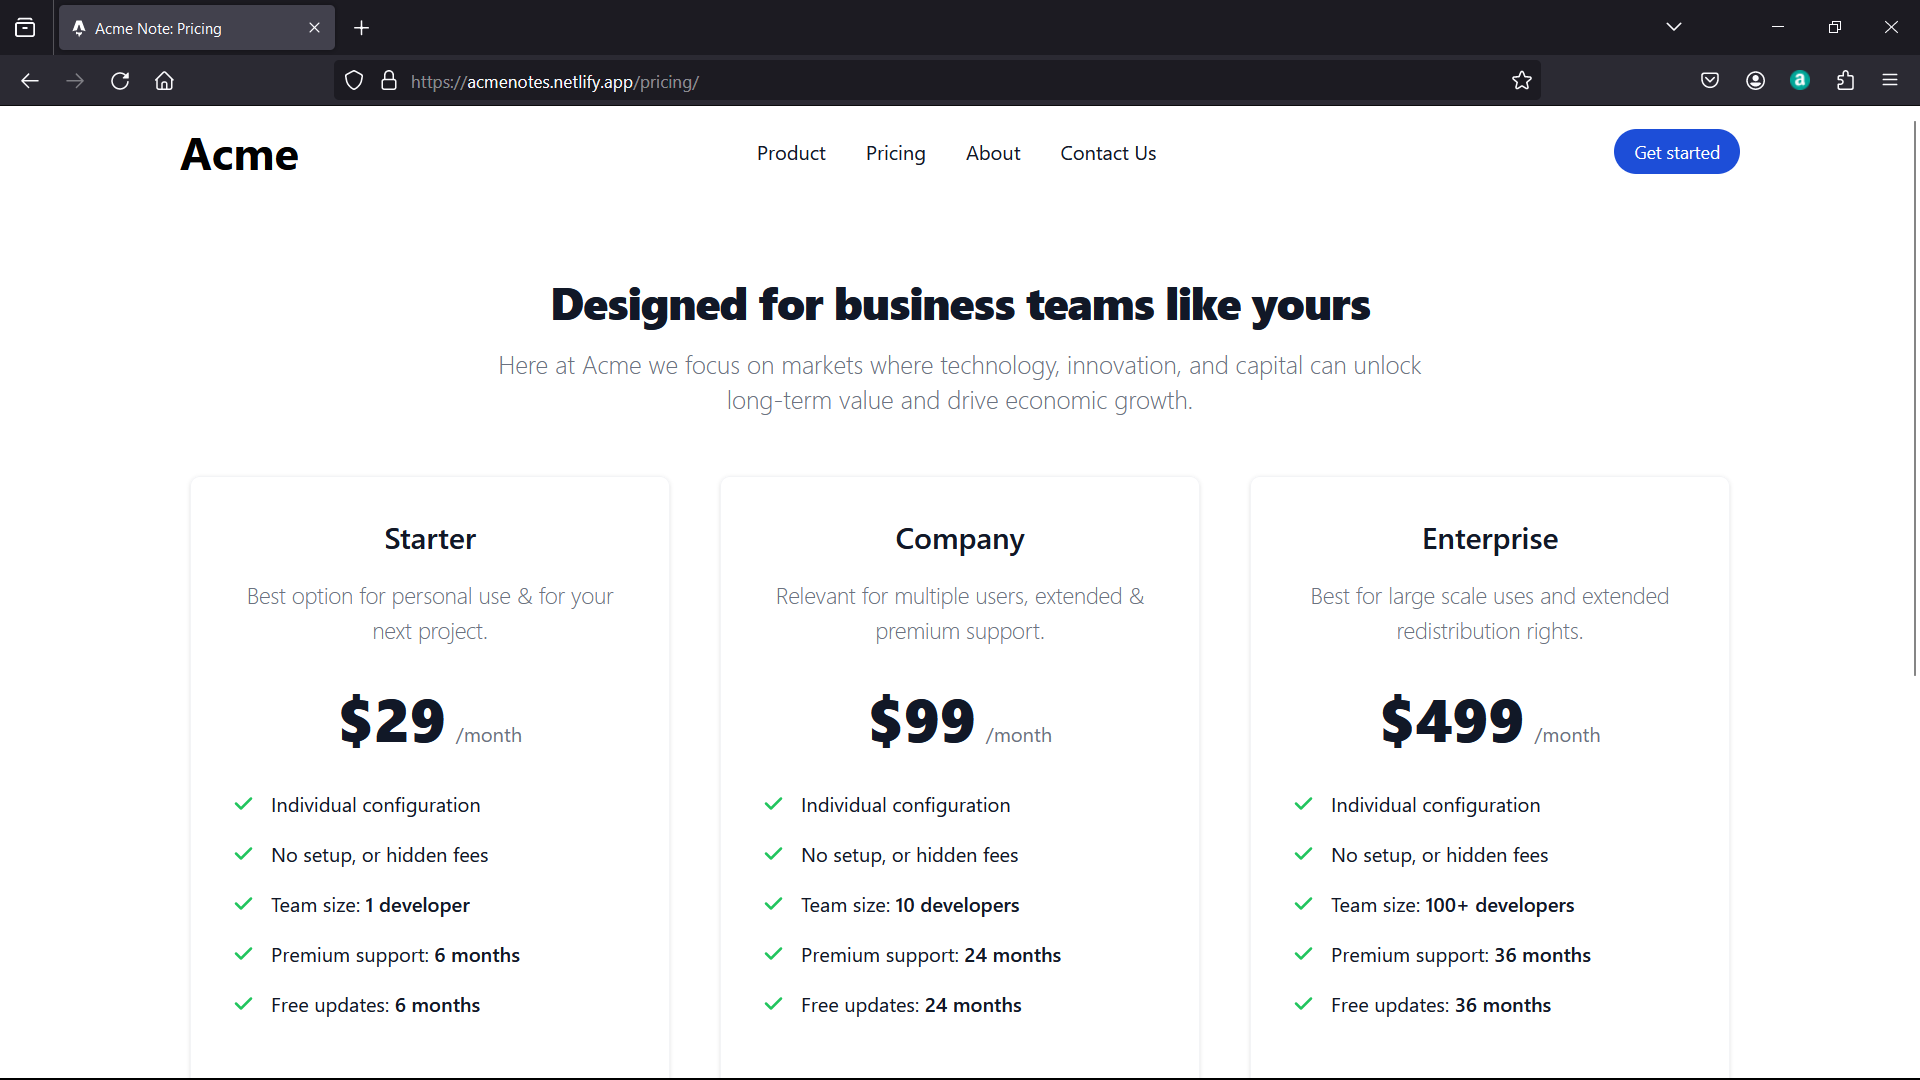 Acme Note: Pricing
https://acmenotes.netlify.app/pricing/
a
Acme
Product Pricing About Contact Us
Get started
Designed for business teams like yours
Here at Acme we focus on markets where technology, innovation, and capital can unlock
long-term value and drive economic growth.
Starter
Best option for personal use & for your
next project.
$29 /month
Individual configuration
No setup, or hidden fees
Team size: 1 developer
Premium support: 6 months
Free updates: 6 months
Company
Relevant for multiple users, extended &
premium support.
$99 /month
Individual configuration
No setup, or hidden fees
Team size: 10 developers
Premium support: 24 months
Free updates: 24 months
Enterprise
Best for large scale uses and extended
redistribution rights.
$499 /month
Individual configuration
No setup, or hidden fees
Team size: 100+ developers
Premium support: 36 months
Free updates: 36 months